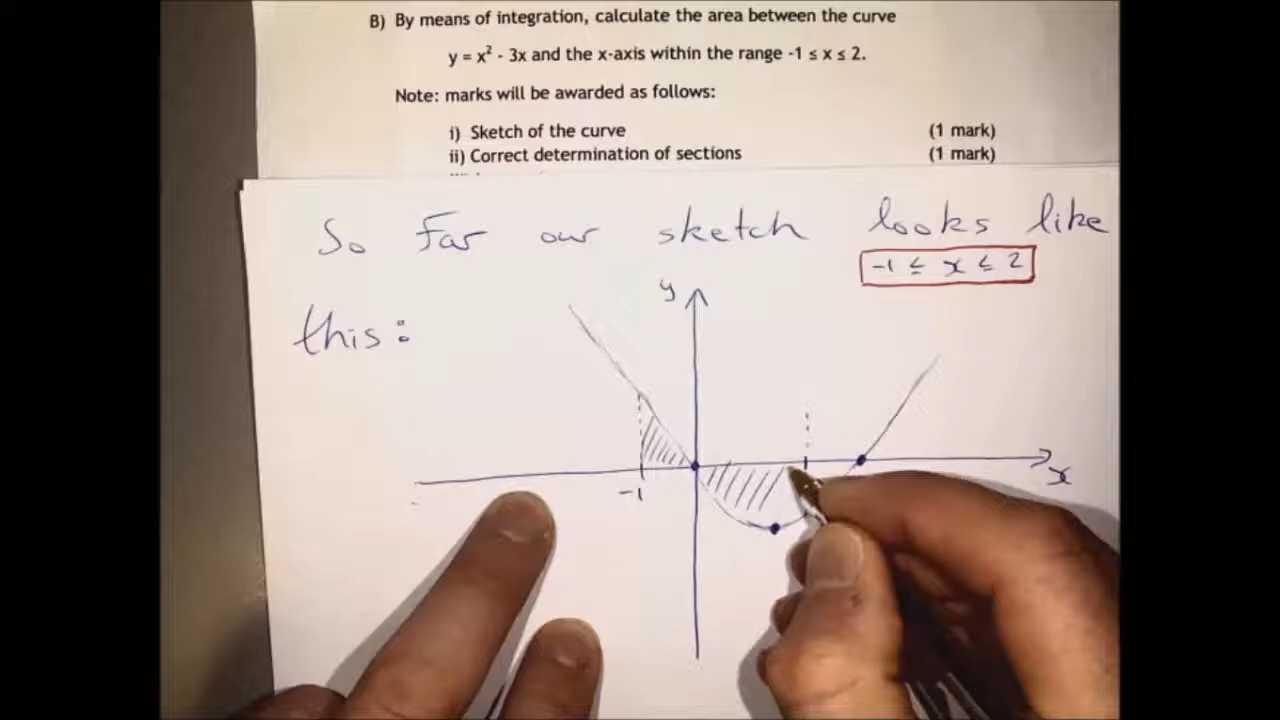 B) By means of integration, calculate the area between the curve
y = x² - 3x and the x-axis within the range -1 ≤ x ≤ 2.
Note: marks will be awarded as follows:
i) Sketch of the curve (1 mark)
ii) Correct determination of sections (1 mark)
So far our sketch looks like
-1 ≤ x ≤ 2
this:
y
x
-1